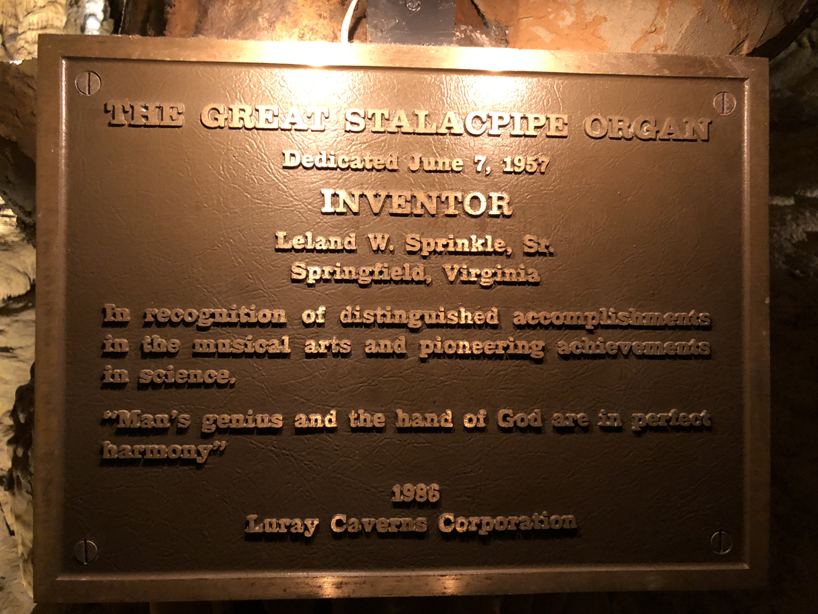 THE GREAT STALACPIPE ORGAN
Dedicated June 7, 1957
INVENTOR
Leland W. Sprinkle, Sr.
Springfield, Virginia
In recognition of distinguished accomplishments
in the musical arts and pioneering achievements
in science.
"Man's genius and the hand of God are in perfect
harmony"
1986
Luray Caverns Corporation